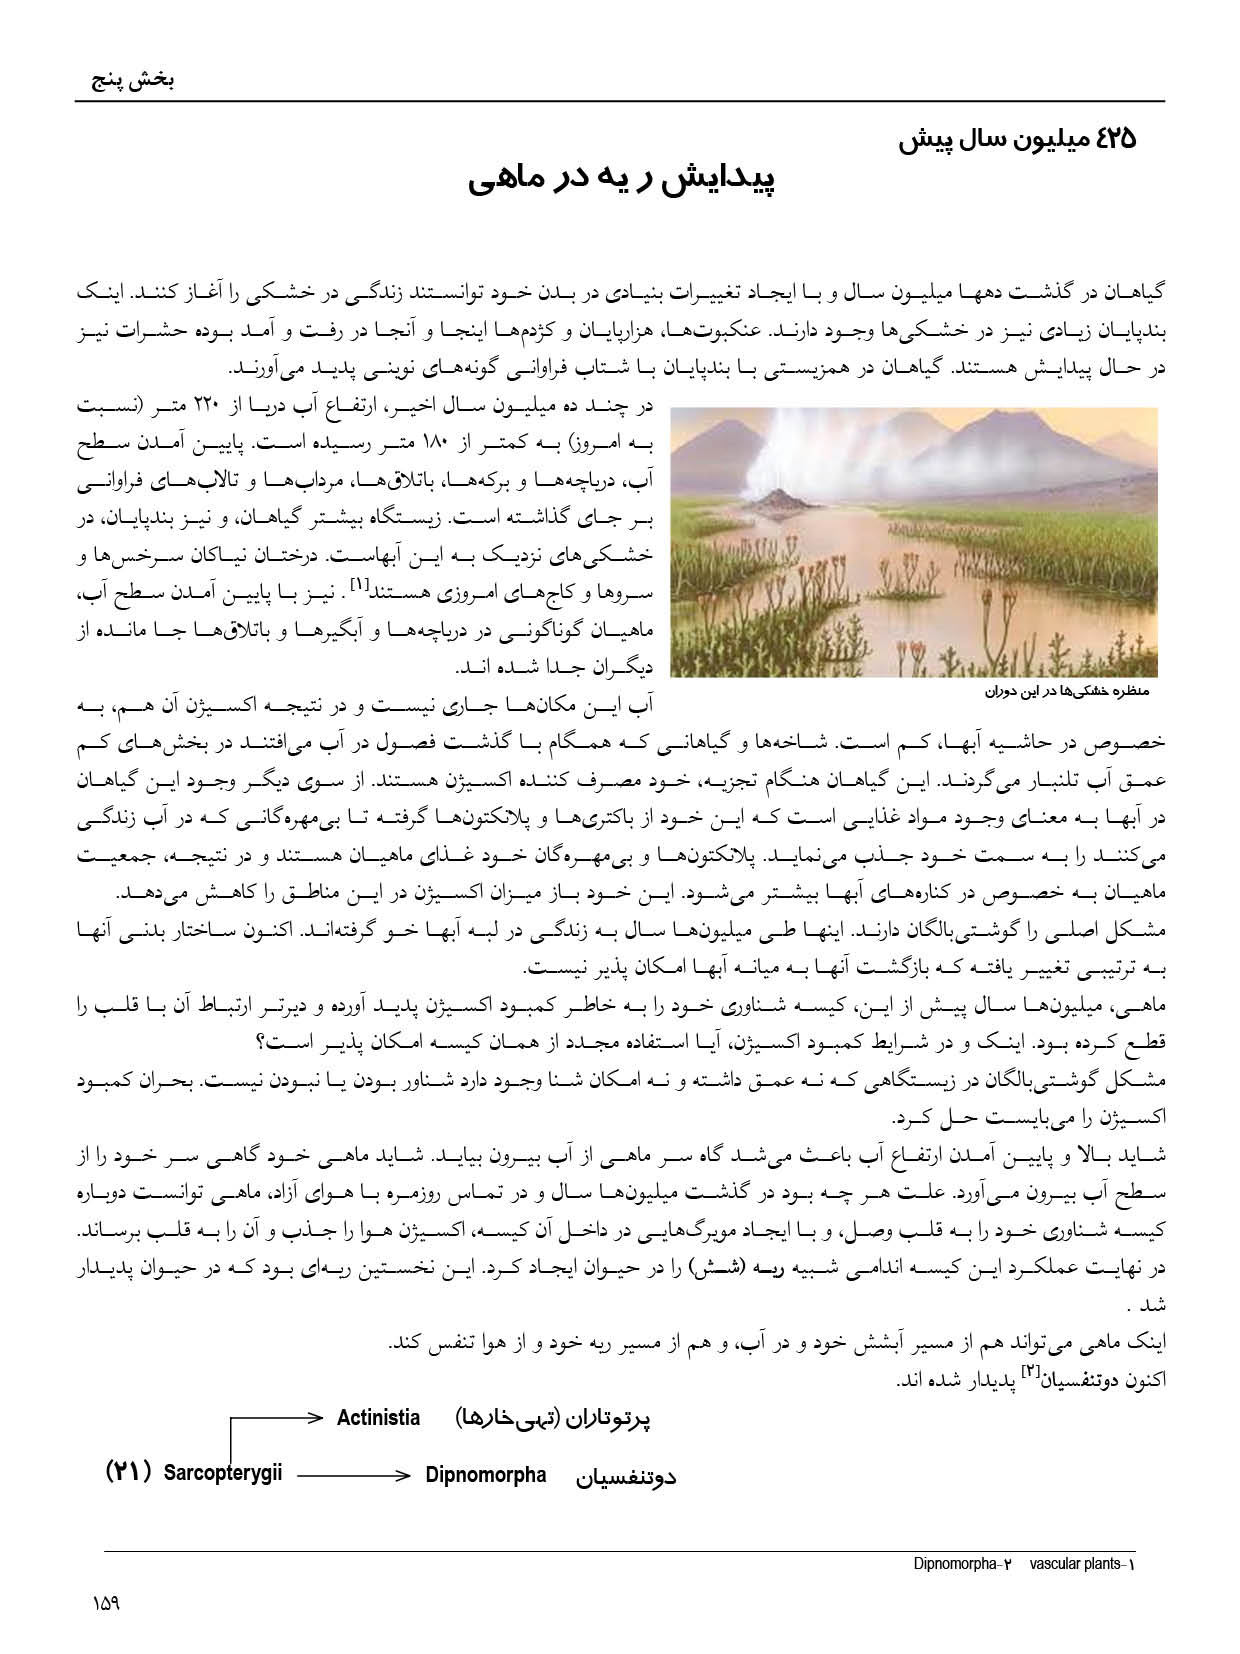 بخش پنج
٤٢٥ میلیون سال پیش
پیدایش ریه در ماهی
گیاهان در گذشت دهها میلیون سال و با ایجاد تغییرات بنیادی در بدن خود توانستند زندگی در خشکی را آغاز کنند. اینک
بندپایان زیادی نیز در خشکی‌ها وجود دارند. عنکبوت‌ها، هزارپایان و کژدم‌ها اینجا و آنجا در رفت و آمد بوده حشرات نیز
در حال پیدایش هستند. گیاهان در همزیستی با بندپایان با شتاب فراوانی گونه‌های نوینی پدید می‌آورند.
در چند ده میلیون سال اخیر، ارتفاع آب دریا از ۲۲۰ متر (نسبت
به امروز) به کمتر از ۱۸۰ متر رسیده است. پایین آمدن سطح
آب، دریاچه‌ها و برکه‌ها، باتلاق‌ها، مرداب‌ها و تالاب‌های فراوانی
بر جای گذاشته است. زیستگاه بیشتر گیاهان، و نیز بندپایان، در
خشکی‌های نزدیک به این آبهاست. درختان نیاکان سرخس‌ها و
سروها و کاج‌های امروزی هستند[۱]. نیز با پایین آمدن سطح آب،
ماهیان گوناگونی در دریاچه‌ها و آبگیرها و باتلاق‌ها جا مانده از
دیگران جدا شده اند.
منظره خشکی‌ها در این دوران
آب این مکان‌ها جاری نیست و در نتیجه اکسیژن آن هم، به
خصوص در حاشیه آبها، کم است. شاخه‌ها و گیاهانی که همگام با گذشت فصول در آب می‌افتند در بخش‌های کم
عمق آب تلنبار می‌گردند. این گیاهان هنگام تجزیه، خود مصرف کننده اکسیژن هستند. از سوی دیگر وجود این گیاهان
در آبها به معنای وجود مواد غذایی است که این خود از باکتری‌ها و پلانکتون‌ها گرفته تا بی‌مهره‌گانی که در آب زندگی
می‌کنند را به سمت خود جذب می‌نماید. پلانکتون‌ها و بی‌مهره‌گان خود غذای ماهیان هستند و در نتیجه، جمعیت
ماهیان به خصوص در کناره‌های آبها بیشتر می‌شود. این خود باز میزان اکسیژن در این مناطق را کاهش می‌دهد.
مشکل اصلی را گوشتی‌بالگان دارند. اینها طی میلیون‌ها سال به زندگی در لبه آبها خو گرفته‌اند. اکنون ساختار بدنی آنها
به ترتیبی تغییر یافته که بازگشت آنها به میانه آبها امکان پذیر نیست.
ماهی، میلیون‌ها سال پیش از این، کیسه شناوری خود را به خاطر کمبود اکسیژن پدید آورده و دیرتر ارتباط آن با قلب را
قطع کرده بود. اینک و در شرایط کمبود اکسیژن، آیا استفاده مجدد از همان کیسه امکان پذیر است؟
مشکل گوشتی‌بالگان در زیستگاهی که نه عمق داشته و نه امکان شنا وجود دارد شناور بودن یا نبودن نیست. بحران کمبود
اکسیژن را می‌بایست حل کرد.
شاید بالا و پایین آمدن ارتفاع آب باعث می‌شد گاه سر ماهی از آب بیرون بیاید. شاید ماهی خود گاهی سر خود را از
سطح آب بیرون می‌آورد. علت هر چه بود در گذشت میلیون‌ها سال و در تماس روزمره با هوای آزاد، ماهی توانست دوباره
کیسه شناوری خود را به قلب وصل، و با ایجاد مویرگ‌هایی در داخل آن کیسه، اکسیژن هوا را جذب و آن را به قلب برساند.
در نهایت عملکرد این کیسه اندامی شبیه ریه (شش) را در حیوان ایجاد کرد. این نخستین ریه‌ای بود که در حیوان پدیدار
شد .
اینک ماهی می‌تواند هم از مسیر آبشش خود و در آب، و هم از مسیر ریه خود و از هوا تنفس کند.
اکنون دوتنفسیان[۲] پدیدار شده اند.
Actinistia پرتوتاران (تهی‌خارها)
(۲۱) Sarcopterygii Dipnomorpha دوتنفسیان
۱-vascular plants ۲-Dipnomorpha
۱۵۹